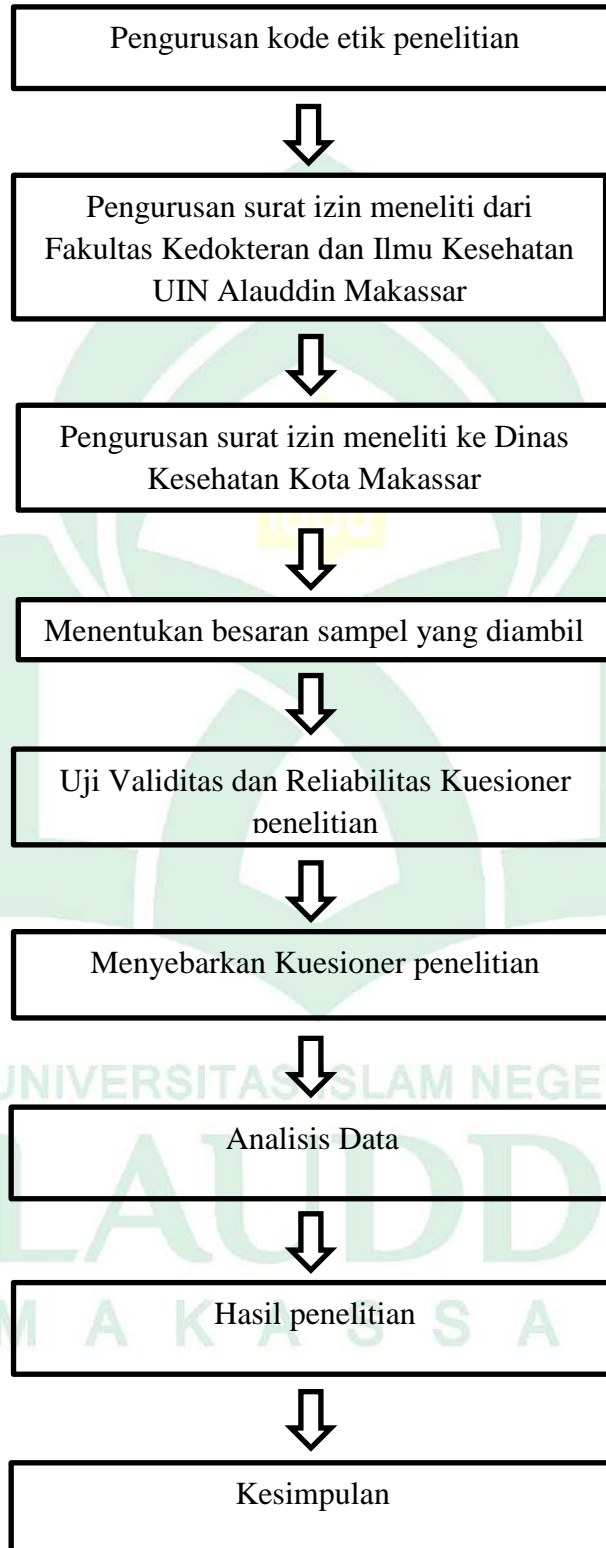 Pengurusan kode etik penelitian
Pengurusan surat izin meneliti dari
Fakultas Kedokteran dan Ilmu Kesehatan
UIN Alauddin Makassar
Pengurusan surat izin meneliti ke Dinas
Kesehatan Kota Makassar
Menentukan besaran sampel yang diambil
Uji Validitas dan Reliabilitas Kuesioner
penelitian
Menyebarkan Kuesioner penelitian
UNIVERSITAS ISLAM NEGE
Analisis Data
LAUDD
Hasil penelitian
M A K A S S A
Kesimpulan